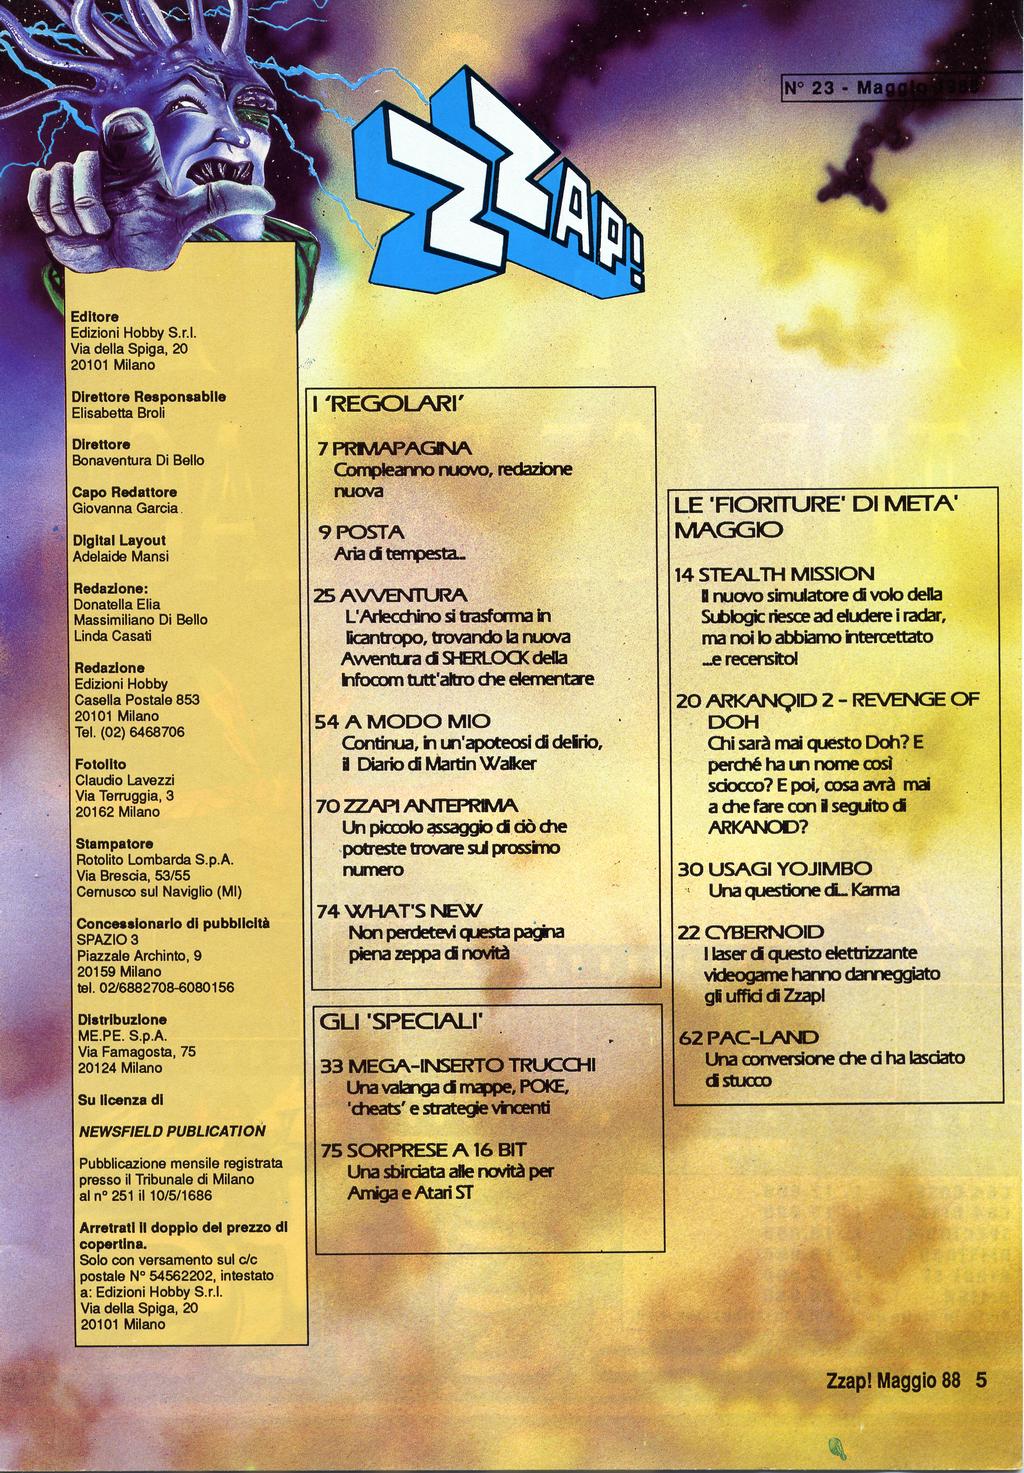 N° 23 - Maggio 1988
ZZAP!
Editore
Edizioni Hobby S.r.l.
Via della Spiga, 20
20101 Milano
Direttore Responsabile
Elisabetta Broli
Direttore
Bonaventura Di Bello
Capo Redattore
Giovanna Garcia
Digital Layout
Adelaide Mansi
Redazione:
Donatella Elia
Massimiliano Di Bello
Linda Casati
Redazione
Edizioni Hobby
Casella Postale 853
20101 Milano
Tel. (02) 6468706
Fotolito
Claudio Lavezzi
Via Terruggia, 3
20162 Milano
Stampatore
Rotolito Lombarda S.p.A.
Via Brescia, 53/55
Cernusco sul Naviglio (MI)
Concessionario di pubblicità
SPAZIO 3
Piazzale Archinto, 9
20159 Milano
tel. 02/6882708-6080156
Distribuzione
ME.PE. S.p.A.
Via Famagosta, 75
20124 Milano
Su licenza di
NEWSFIELD PUBLICATION
Pubblicazione mensile registrata
presso il Tribunale di Milano
al n° 251 il 10/5/1686
Arretrati il doppio del prezzo di
copertina.
Solo con versamento sul c/c
postale N° 54562202, intestato
a: Edizioni Hobby S.r.l.
Via della Spiga, 20
20101 Milano
I 'REGOLARI'
7 PRIMAPAGINA
Compleanno nuovo, redazione
nuova
9 POSTA
Aria di tempesta...
25 AVVENTURA
L'Arlecchino si trasforma in
licantropo, trovando la nuova
Avventura di SHERLOCK della
Infocom tutt'altro che elementare
54 A MODO MIO
Continua, in un'apoteosi di delirio,
il Diario di Martin Walker
70 ZZAP! ANTEPRIMA
Un piccolo assaggio di ciò che
potreste trovare sul prossimo
numero
74 WHAT'S NEW
Non perdetevi questa pagina
piena zeppa di novità
GLI 'SPECIALI'
33 MEGA-INSERTO TRUCCHI
Una valanga di mappe, POKE,
'cheats' e strategie vincenti
75 SORPRESE A 16 BIT
Una sbirciata alle novità per
Amiga e Atari ST
LE 'FIORITURE' DI META'
MAGGIO
14 STEALTH MISSION
Il nuovo simulatore di volo della
Sublogic riesce ad eludere i radar,
ma noi lo abbiamo intercettato
...e recensito!
20 ARKANOID 2 - REVENGE OF
DOH
Chi sarà mai questo Doh? E
perché ha un nome così
sciocco? E poi, cosa avrà mai
a che fare con il seguito di
ARKANOID?
30 USAGI YOJIMBO
Una questione di... Karma
22 CYBERNOID
I laser di questo elettrizzante
videogame hanno danneggiato
gli uffici di Zzap!
62 PAC-LAND
Una conversione che ci ha lasciato
di stucco
Zzap! Maggio 88 5